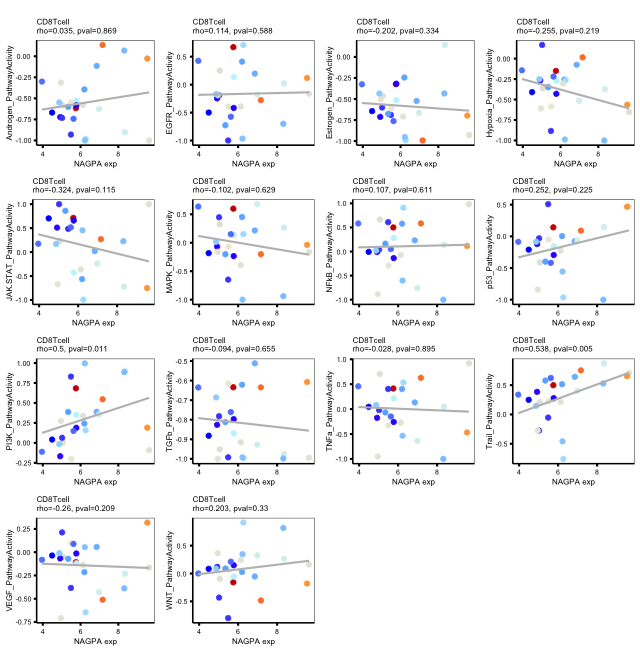 CD8Tcell
rho=0.035, pval=0.869
Androgen_PathwayActivity
0.00
-0.25
-0.50
-0.75
-1.00
4 6 8
NAGPA exp
CD8Tcell
rho=0.114, pval=0.588
EGFR_PathwayActivity
0.5
0.0
-0.5
-1.0
4 6 8
NAGPA exp
CD8Tcell
rho=-0.202, pval=0.334
Estrogen_PathwayActivity
0.00
-0.25
-0.50
-0.75
-1.00
4 6 8
NAGPA exp
CD8Tcell
rho=-0.255, pval=0.219
Hypoxia_PathwayActivity
0.0
-0.5
-1.0
4 6 8
NAGPA exp
CD8Tcell
rho=-0.324, pval=0.115
JAK-STAT_PathwayActivity
1.0
0.5
0.0
-0.5
-1.0
4 6 8
NAGPA exp
CD8Tcell
rho=-0.102, pval=0.629
MAPK_PathwayActivity
0.5
0.0
-0.5
-1.0
4 6 8
NAGPA exp
CD8Tcell
rho=0.107, pval=0.611
NFkB_PathwayActivity
1.0
0.5
0.0
-0.5
-1.0
4 6 8
NAGPA exp
CD8Tcell
rho=0.252, pval=0.225
p53_PathwayActivity
0.5
0.0
-0.5
-1.0
4 6 8
NAGPA exp
CD8Tcell
rho=0.5, pval=0.011
PI3K_PathwayActivity
1.00
0.75
0.50
0.25
0.00
-0.25
4 6 8
NAGPA exp
CD8Tcell
rho=-0.094, pval=0.655
TGFb_PathwayActivity
-0.5
-0.6
-0.7
-0.8
-0.9
-1.0
4 6 8
NAGPA exp
CD8Tcell
rho=-0.028, pval=0.895
TNFa_PathwayActivity
1.0
0.5
0.0
-0.5
-1.0
4 6 8
NAGPA exp
CD8Tcell
rho=0.538, pval=0.005
Trail_PathwayActivity
0.5
0.0
-0.5
4 6 8
NAGPA exp
CD8Tcell
rho=-0.26, pval=0.209
VEGF_PathwayActivity
0.25
0.00
-0.25
-0.50
-0.75
4 6 8
NAGPA exp
CD8Tcell
rho=0.203, pval=0.33
WNT_PathwayActivity
1.0
0.5
0.0
-0.5
4 6 8
NAGPA exp